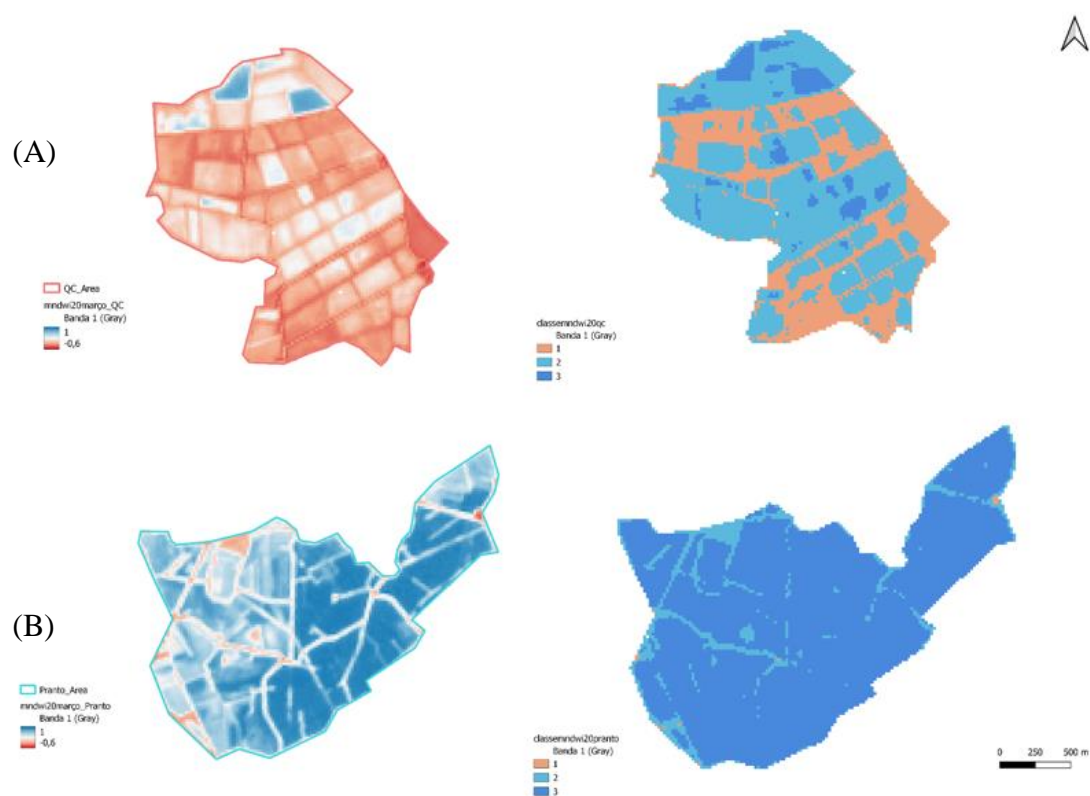 (A)
QC_Area
mndwi20março_QC
Banda 1 (Gray)
1
-0,6
classemndwi20qc
Banda 1 (Gray)
1
2
3
(B)
Pranto_Area
mndwi20março_Pranto
Banda 1 (Gray)
1
-0,6
classemndwi20pranto
Banda 1 (Gray)
1
2
3
0 250 500 m